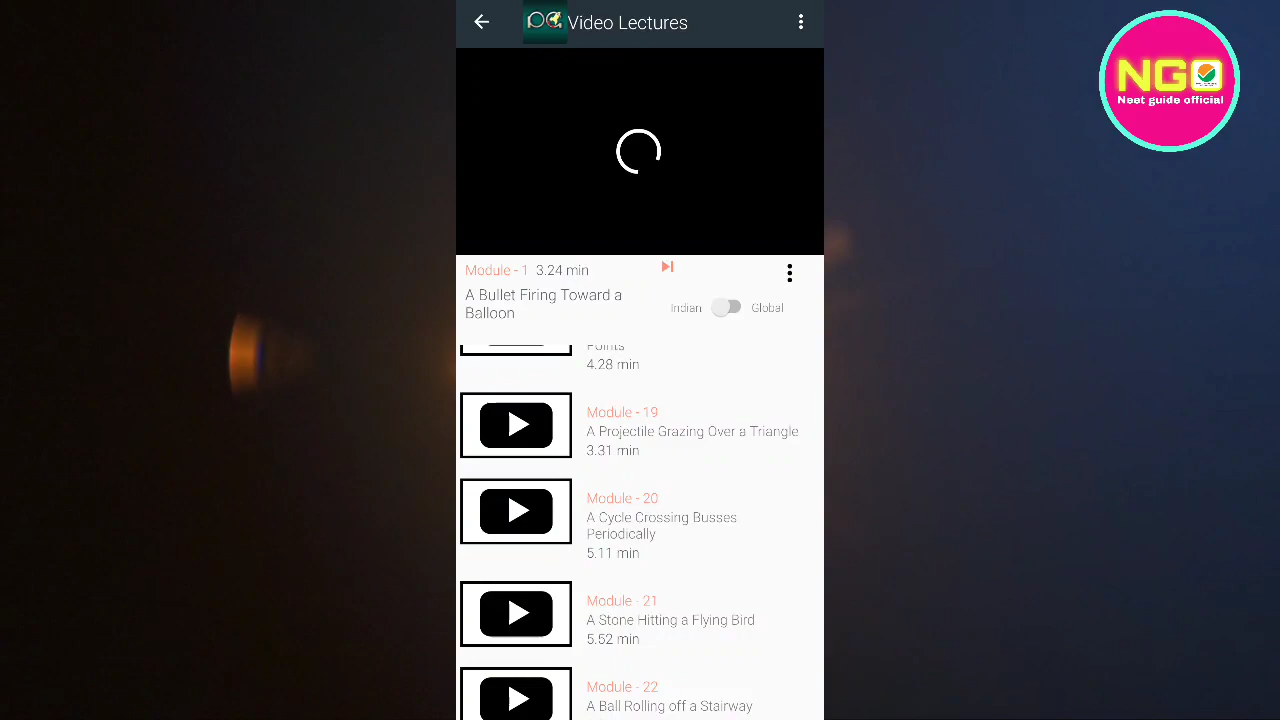 Video Lectures
NGO
Neet guide official
Module - 1 3.24 min
A Bullet Firing Toward a
Balloon
Indian Global
Points
4.28 min
Module - 19
A Projectile Grazing Over a Triangle
3.31 min
Module - 20
A Cycle Crossing Busses
Periodically
5.11 min
Module - 21
A Stone Hitting a Flying Bird
5.52 min
Module - 22
A Ball Rolling off a Stairway